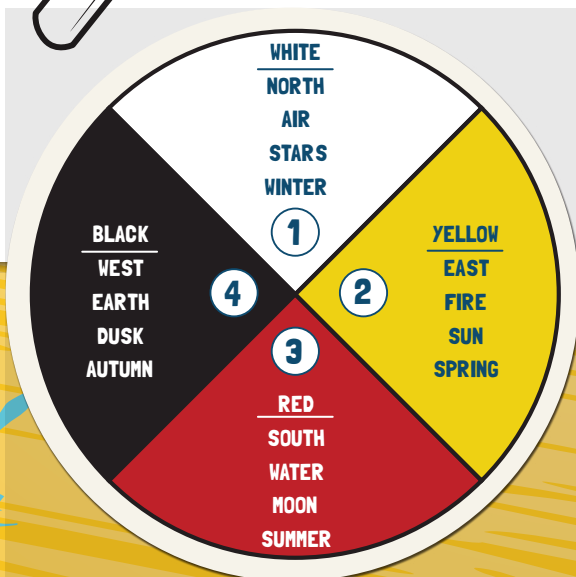 WHITE
NORTH
AIR
STARS
WINTER
1
YELLOW
EAST
FIRE
SUN
SPRING
2
3
RED
SOUTH
WATER
MOON
SUMMER
BLACK
WEST
EARTH
DUSK
AUTUMN
4